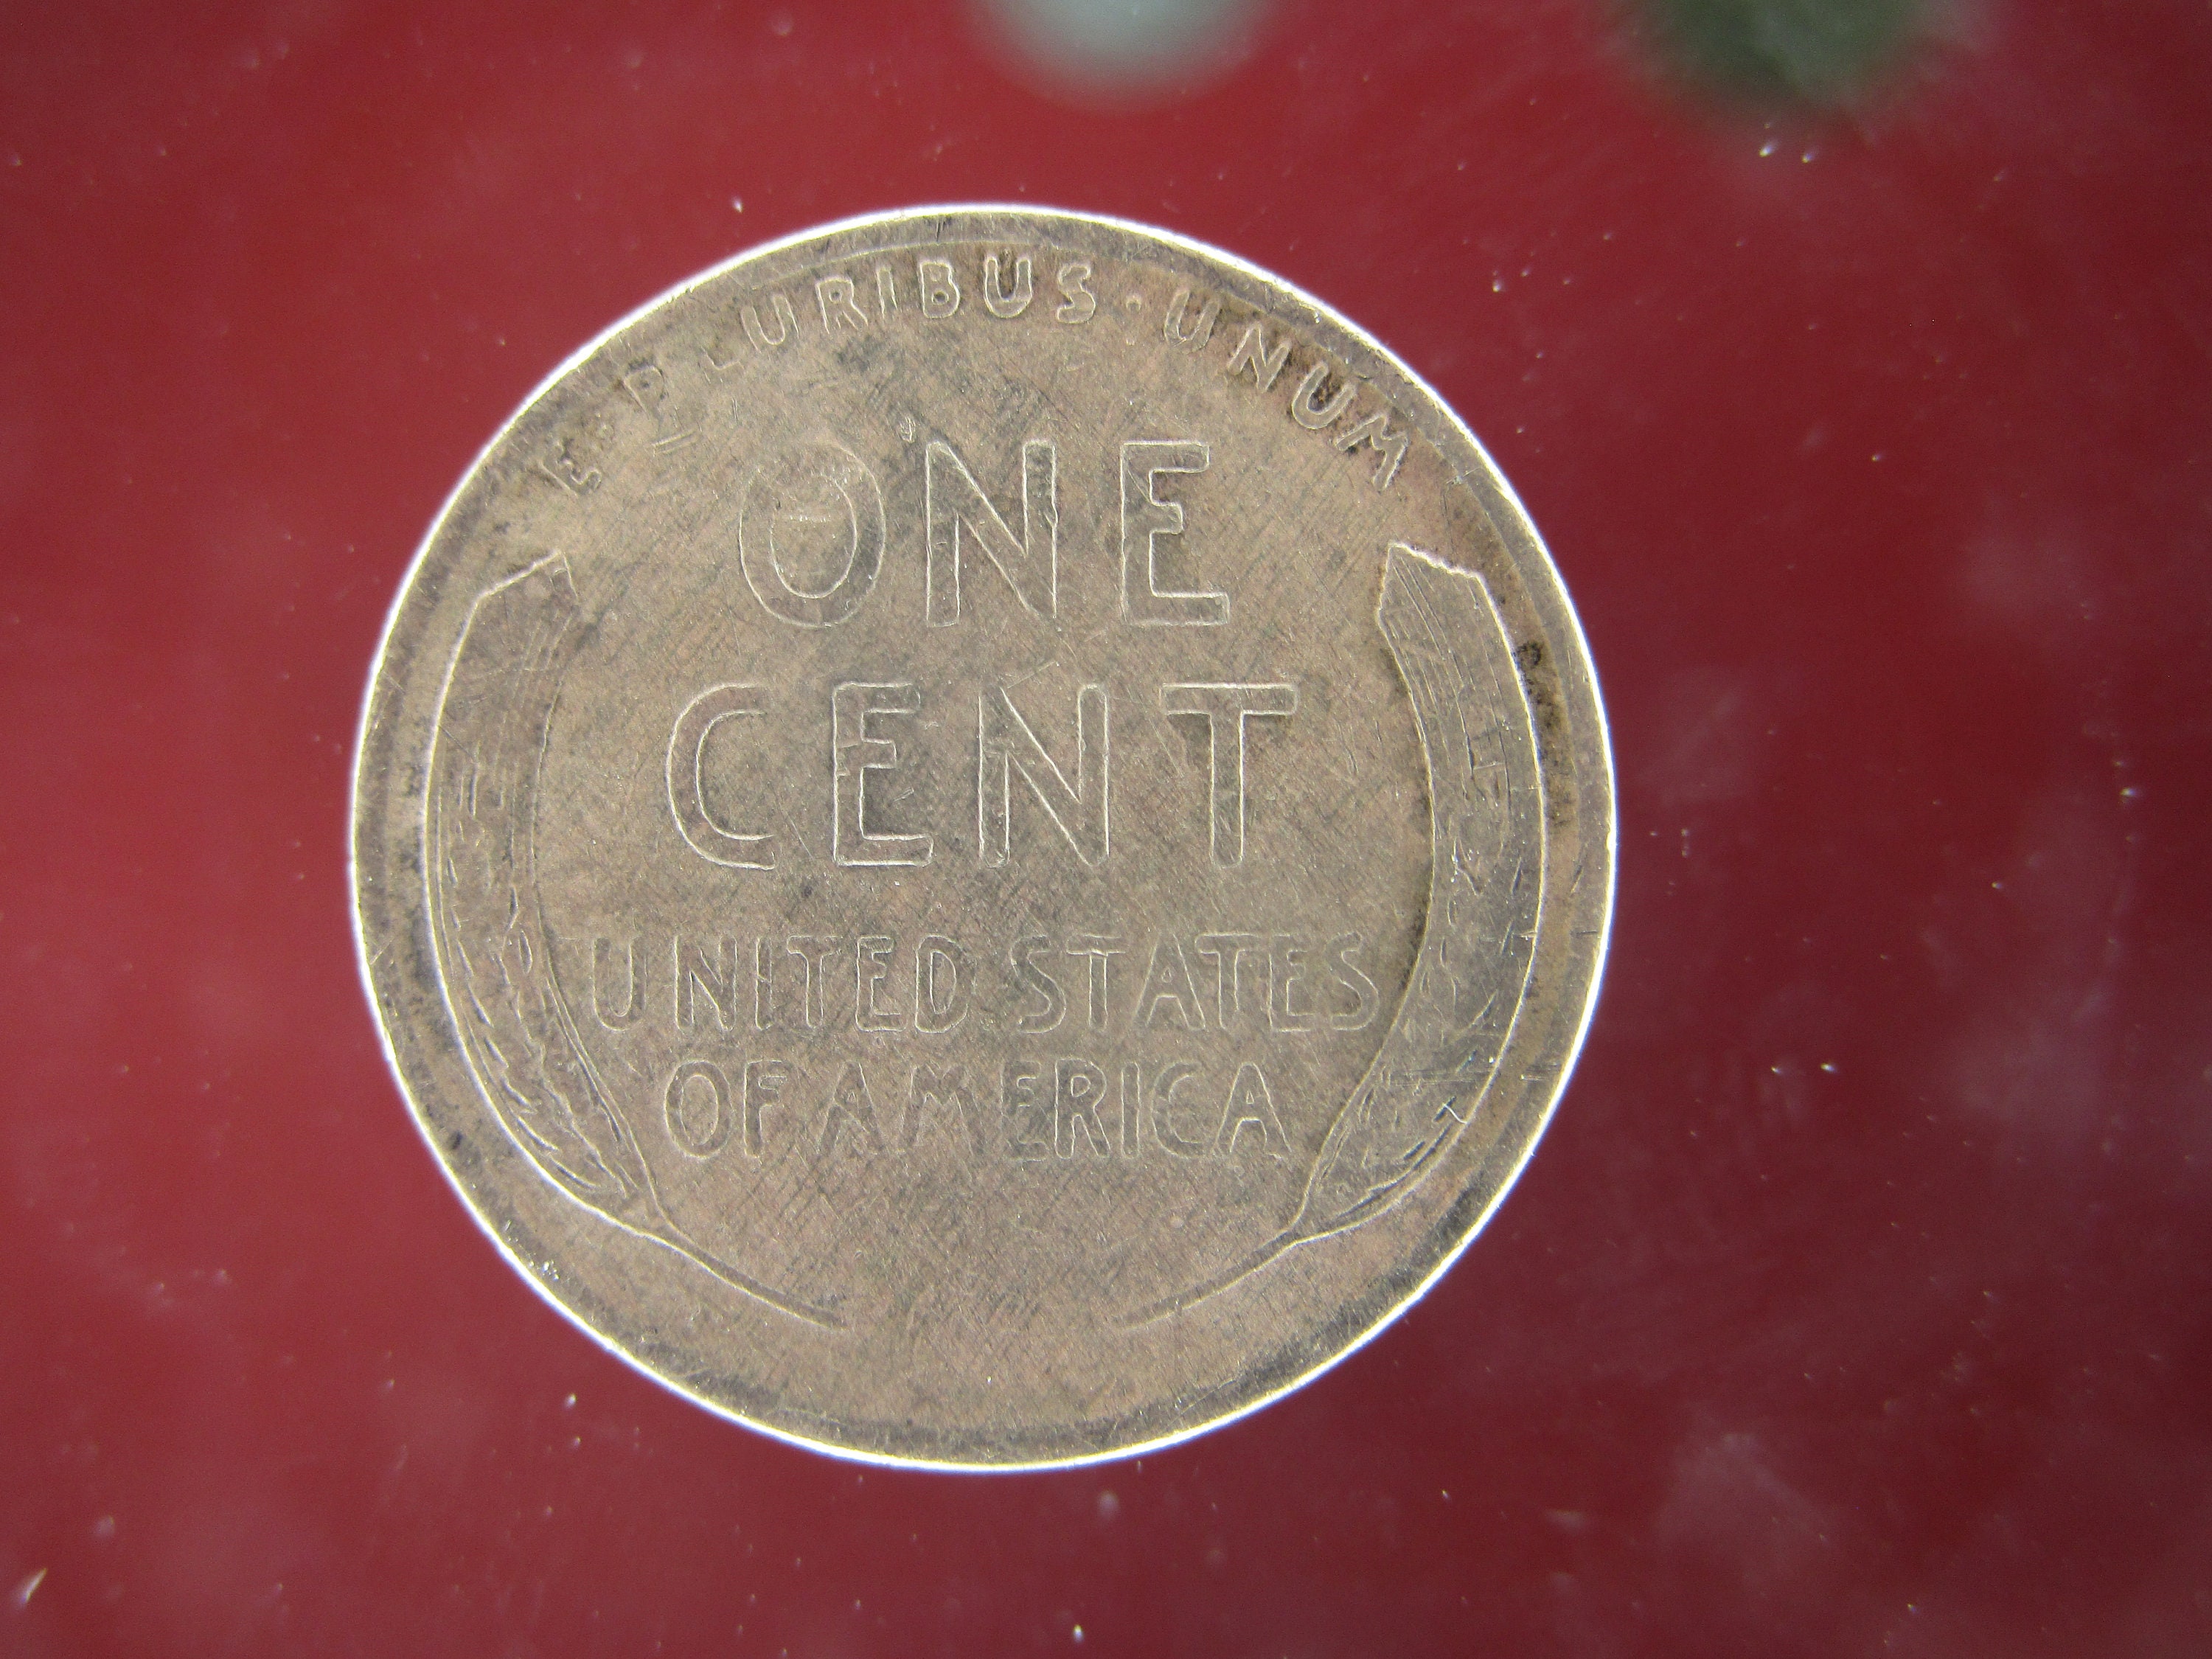 E·PLURIBUS·UNUM
ONE
CENT
UNITED STATES
OF AMERICA